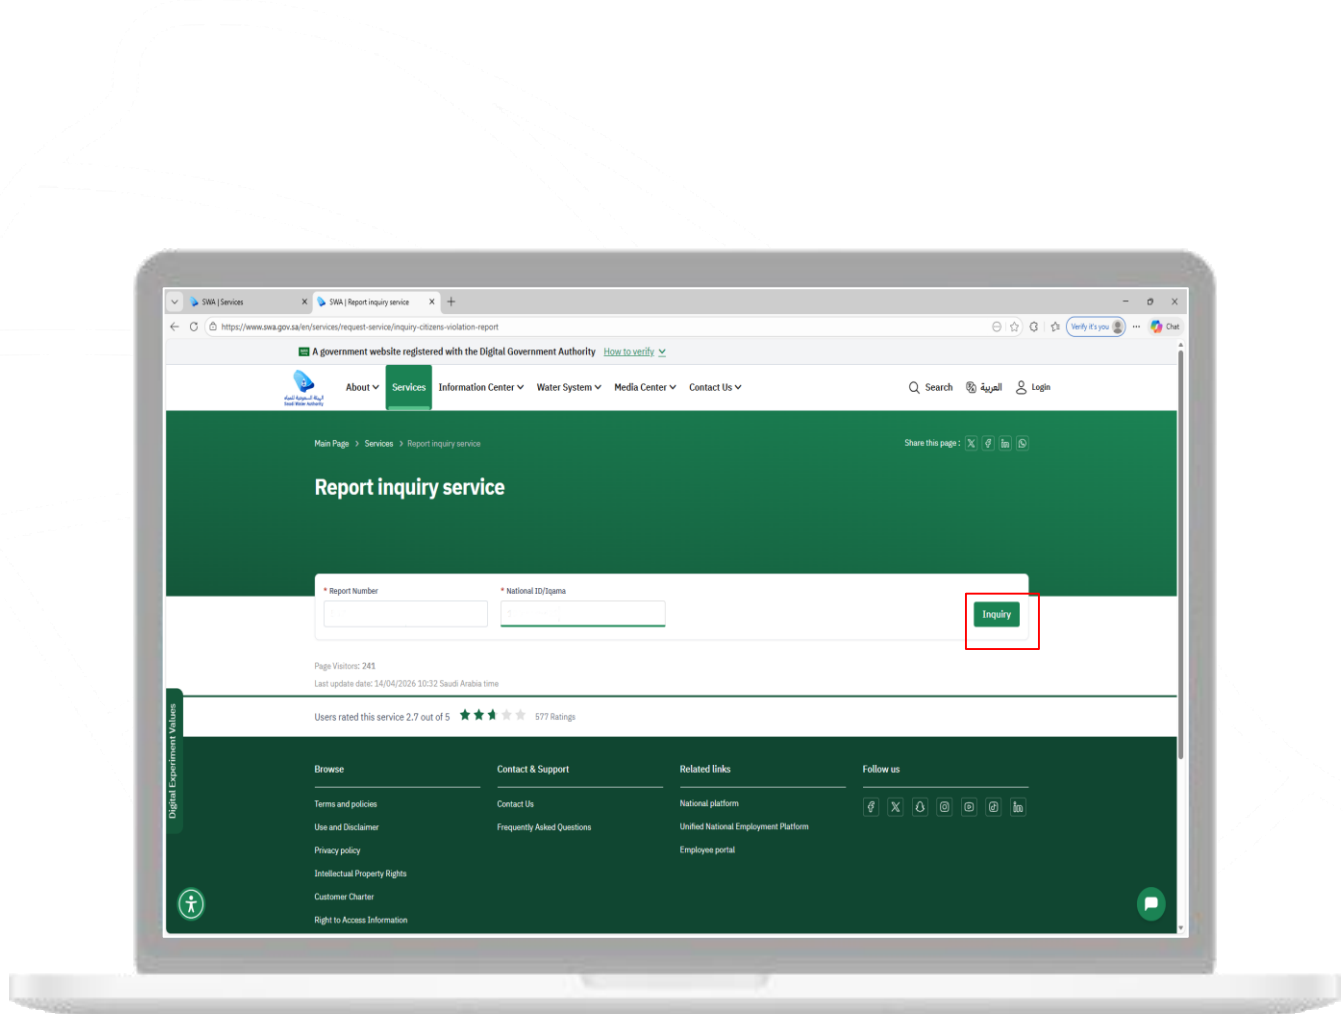 SWA | Services
SWA | Report inquiry service
https://www.swa.gov.sa/en/services/request-service/inquiry-citizens-violation-report
Verify it's you
Chat
A government website registered with the Digital Government Authority How to verify
About Services Information Center Water System Media Center Contact Us
Search العربية Login
الهيئة السعودية للمياه
Saudi Water Authority
Main Page > Services > Report inquiry service
Share this page :
Report inquiry service
* Report Number
* National ID/Iqama
Inquiry
Page Visitors: 241
Last update date: 14/04/2026 10:32 Saudi Arabia time
Users rated this service 2.7 out of 5 577 Ratings
Digital Experiment Values
Browse
Terms and policies
Use and Disclaimer
Privacy policy
Intellectual Property Rights
Customer Charter
Right to Access Information
Contact & Support
Contact Us
Frequently Asked Questions
Related links
National platform
Unified National Employment Platform
Employee portal
Follow us